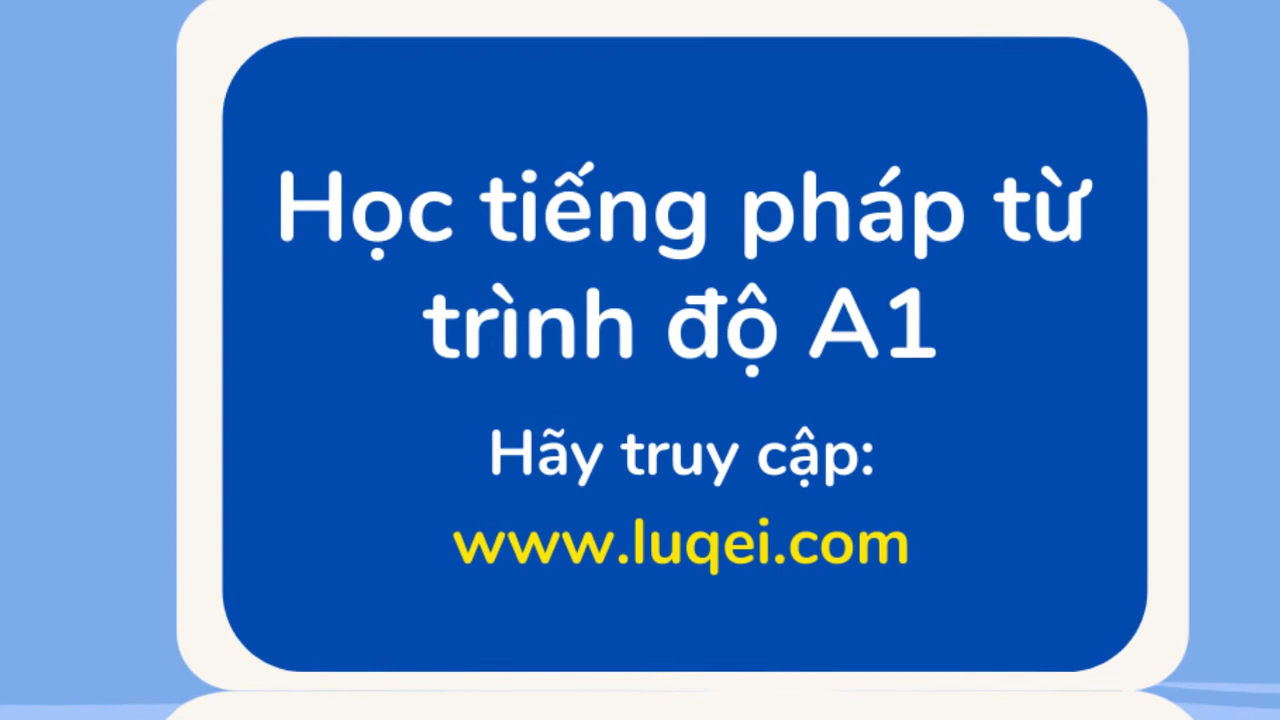 Học tiếng pháp từ
trình độ A1
Hãy truy cập:
www.luqei.com